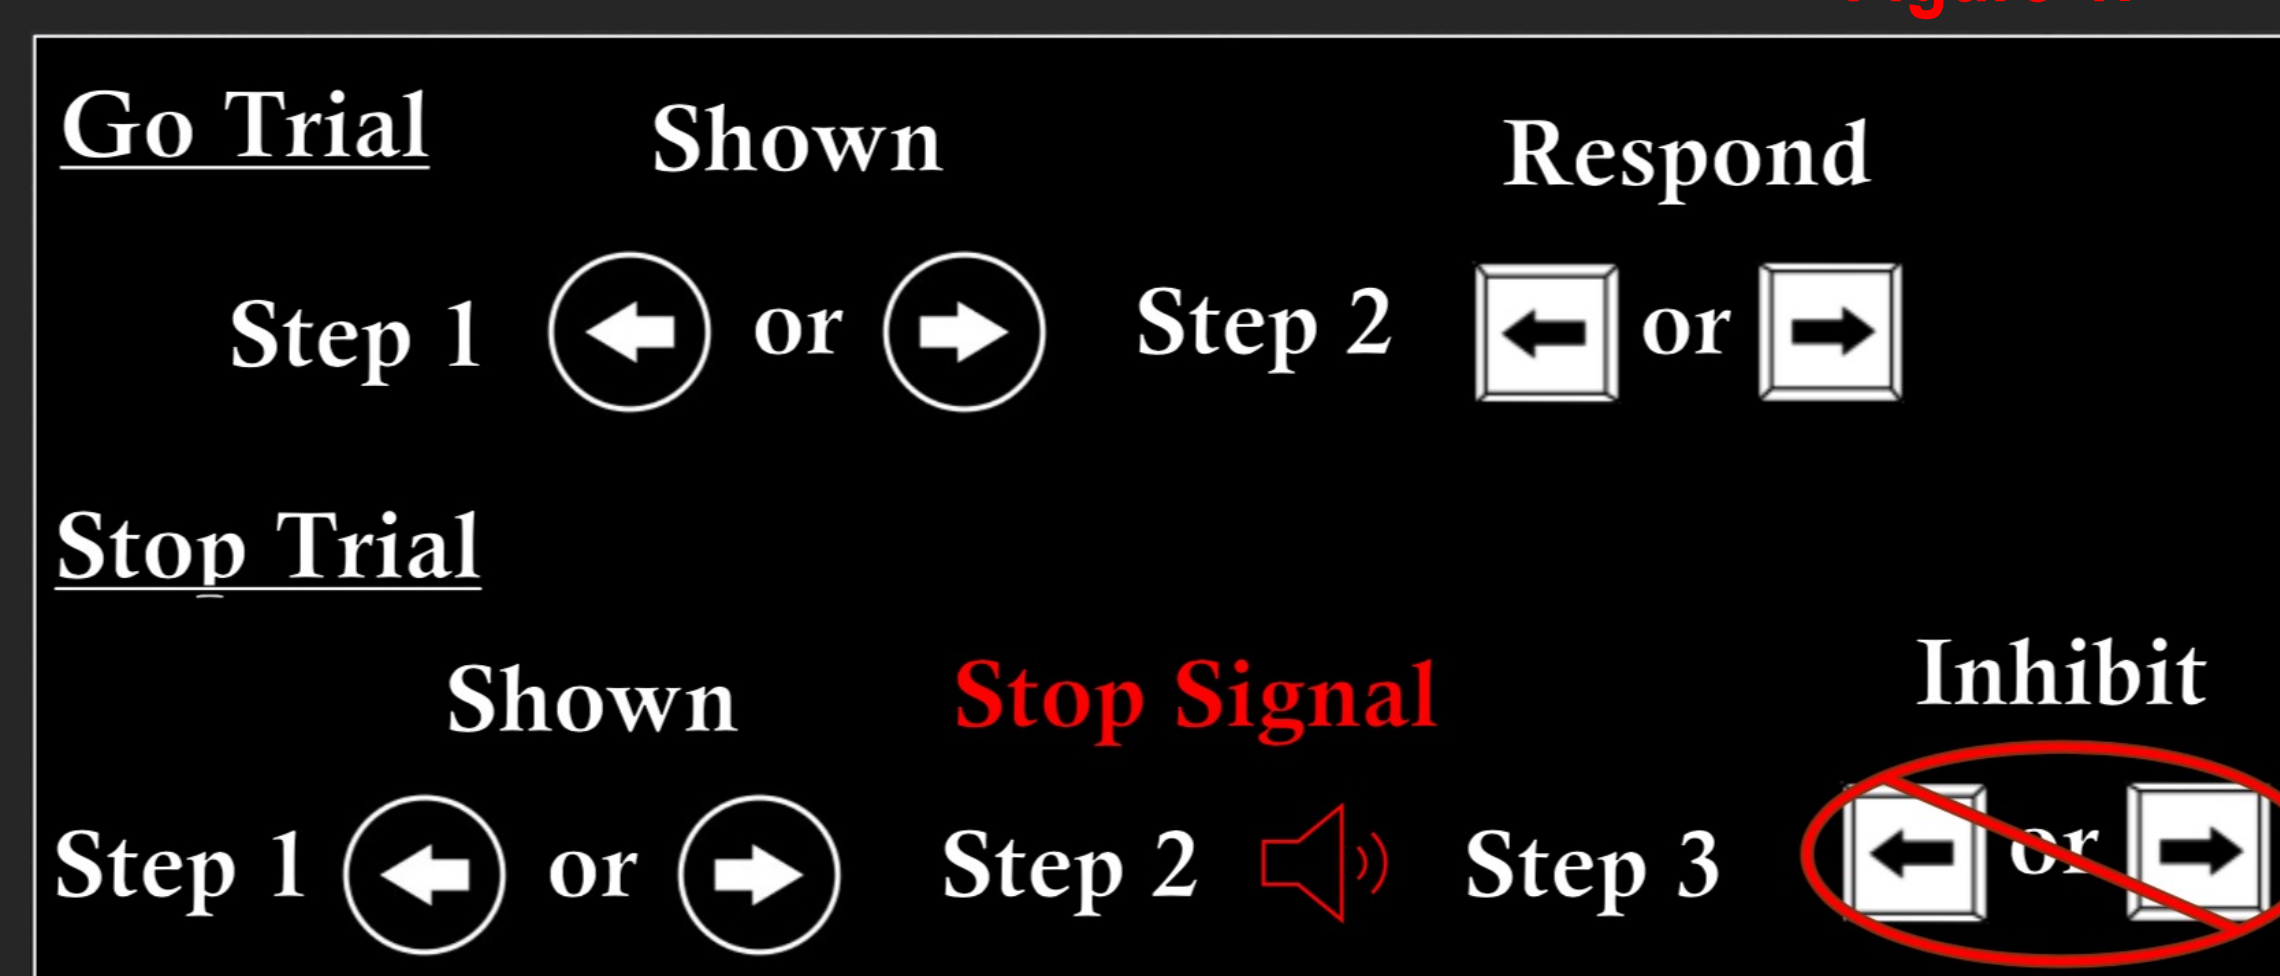 Go Trial
Shown
Respond
Step 1 or Step 2 or
Stop Trial
Shown
Stop Signal
Inhibit
Step 1 or Step 2 Step 3 or